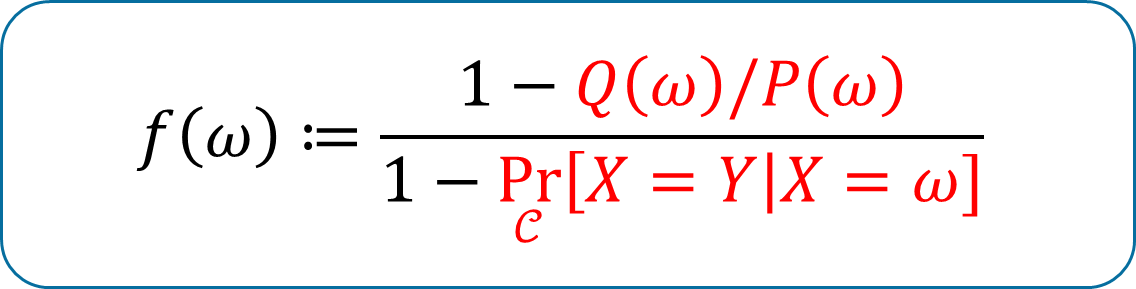 f(ω) ≔ (1 − Q(ω)/P(ω)) / (1 − Pr_𝒞[X = Y|X = ω])